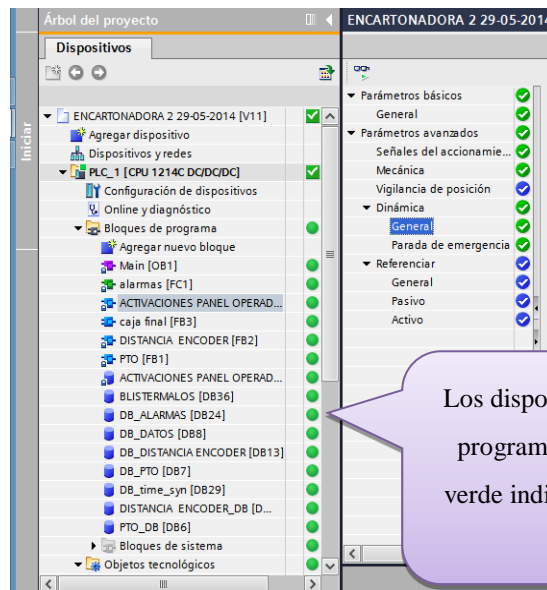 Árbol del proyecto
Dispositivos
Iniciar
ENCARTONADORA 2 29-05-2014 [V11]
Agregar dispositivo
Dispositivos y redes
PLC_1 [CPU 1214C DC/DC/DC]
Configuración de dispositivos
Online y diagnóstico
Bloques de programa
Agregar nuevo bloque
Main [OB1]
alarmas [FC1]
ACTIVACIONES PANEL OPERAD...
caja final [FB3]
DISTANCIA ENCODER [FB2]
PTO [FB1]
ACTIVACIONES PANEL OPERAD...
BLISTERMALOS [DB36]
DB_ALARMAS [DB24]
DB_DATOS [DB8]
DB_DISTANCIA ENCODER [DB13]
DB_PTO [DB7]
DB_time_syn [DB29]
DISTANCIA ENCODER_DB [D...
PTO_DB [DB6]
Bloques de sistema
Objetos tecnológicos
ENCARTONADORA 2 29-05-2014
Parámetros básicos
General
Parámetros avanzados
Señales del accionamie...
Mecánica
Vigilancia de posición
Dinámica
General
Parada de emergencia
Referenciar
General
Pasivo
Activo
Los dispo
program
verde indi